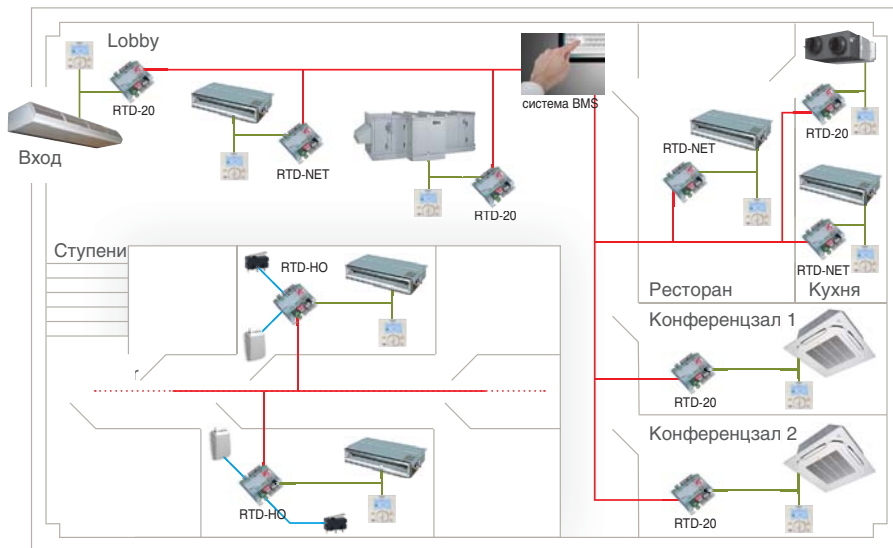 Lobby
система BMS
RTD-20
Вход
RTD-NET
RTD-20
RTD-20
RTD-NET
RTD-NET
Ступени
RTD-HO
Ресторан
Кухня
Конференцзал 1
RTD-20
Конференцзал 2
RTD-HO
RTD-20